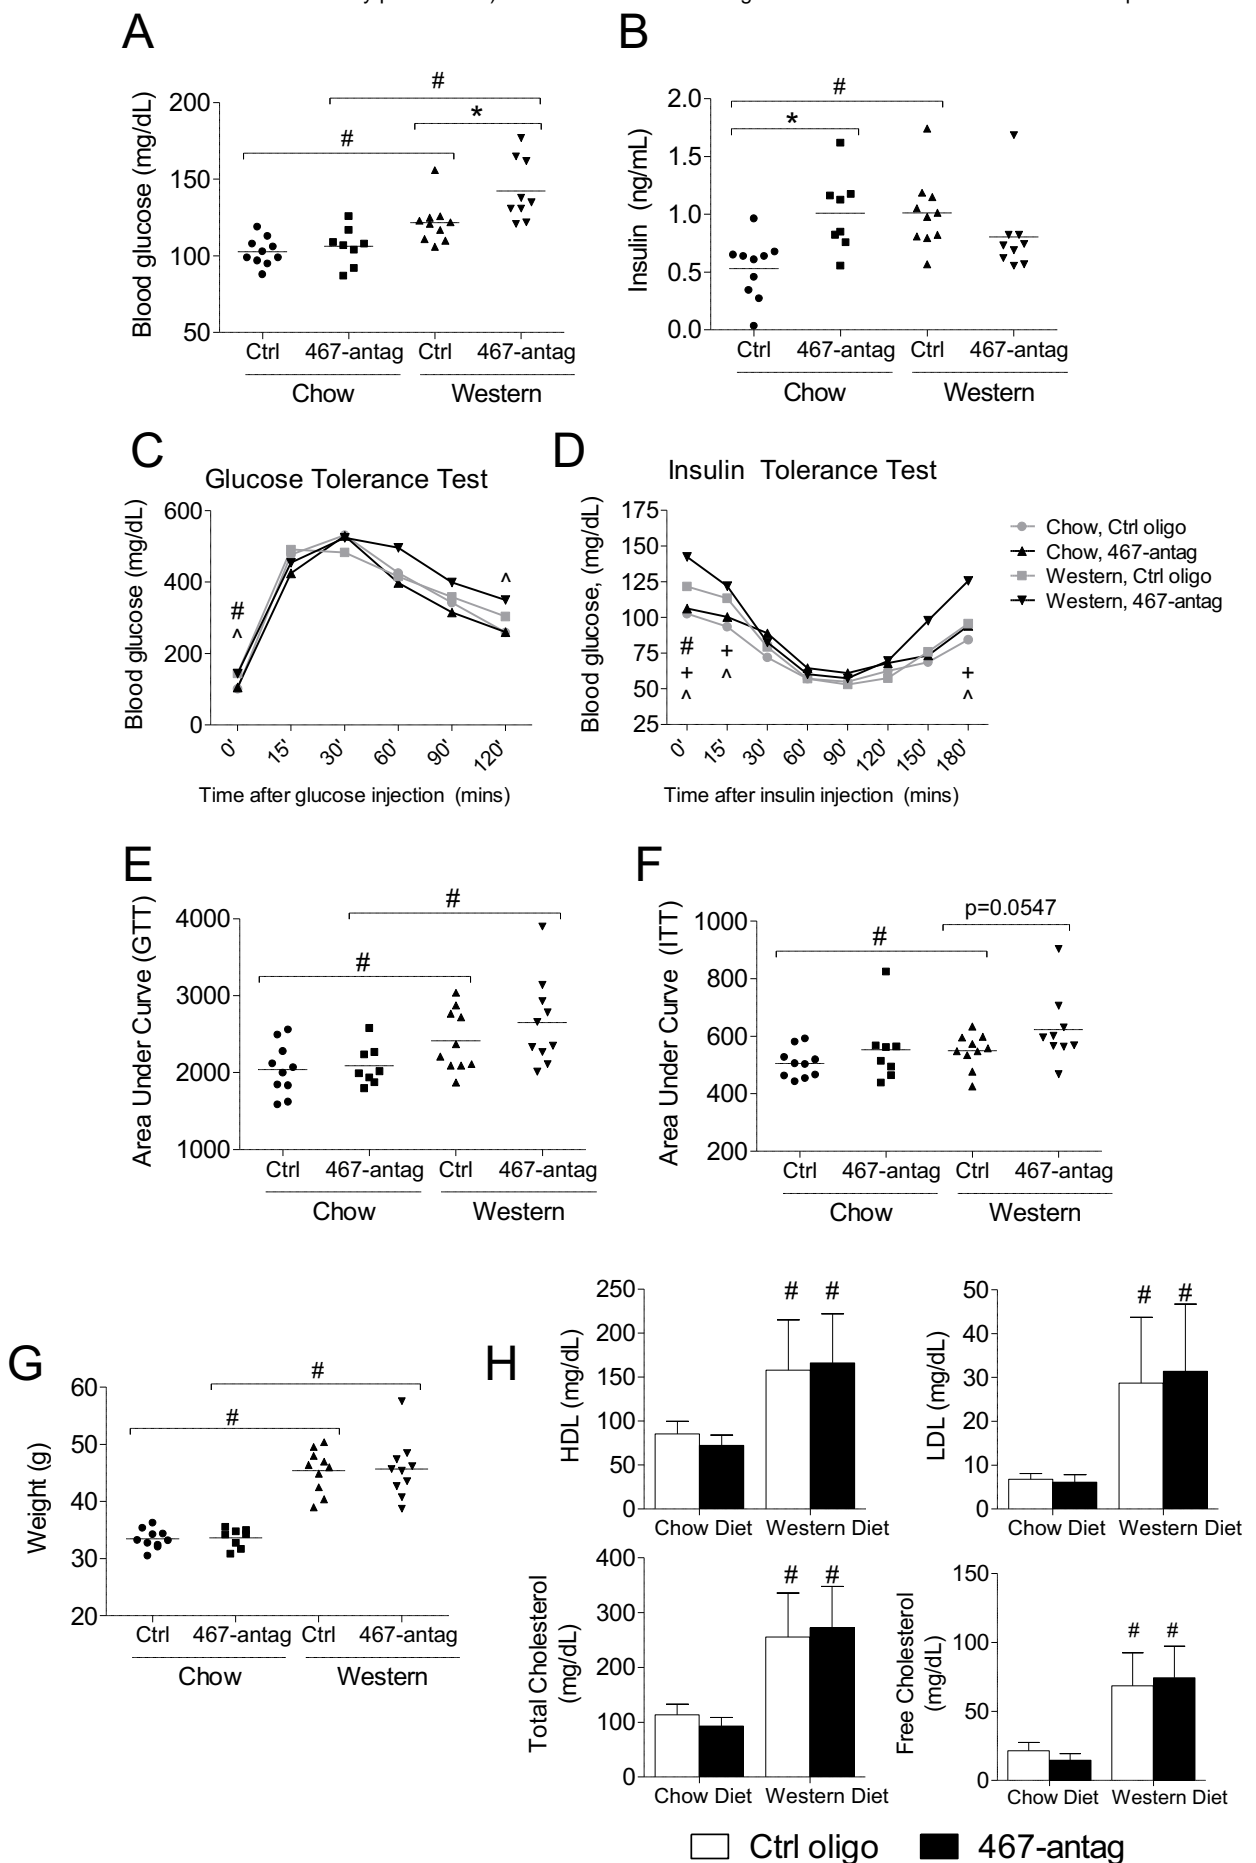 A
B
Blood glucose (mg/dL)
200
150
100
50
#
#
*
Ctrl 467-antag Ctrl 467-antag
Chow Western
Insulin (ng/mL)
2.0
1.5
1.0
0.5
0.0
#
*
Ctrl 467-antag Ctrl 467-antag
Chow Western
C
Glucose Tolerance Test
Blood glucose (mg/dL)
600
400
200
0
#
^
^
0' 15' 30' 60' 90' 120'
Time after glucose injection (mins)
D
Insulin Tolerance Test
Blood glucose, (mg/dL)
175
150
125
100
75
50
25
#
+
^
+
^
+
^
0' 15' 30' 60' 90' 120' 150' 180'
Time after insulin injection (mins)
Chow, Ctrl oligo
Chow, 467-antag
Western, Ctrl oligo
Western, 467-antag
E
Area Under Curve (GTT)
4000
3000
2000
1000
#
#
Ctrl 467-antag Ctrl 467-antag
Chow Western
F
Area Under Curve (ITT)
1000
800
600
400
200
p=0.0547
#
Ctrl 467-antag Ctrl 467-antag
Chow Western
G
Weight (g)
60
50
40
30
20
#
#
Ctrl 467-antag Ctrl 467-antag
Chow Western
H
HDL (mg/dL)
250
200
150
100
50
0
# #
Chow Diet Western Diet
LDL (mg/dL)
50
40
30
20
10
0
# #
Chow Diet Western Diet
Total Cholesterol
(mg/dL)
400
300
200
100
0
# #
Chow Diet Western Diet
Free Cholesterol
(mg/dL)
150
100
50
0
# #
Chow Diet Western Diet
Ctrl oligo 467-antag